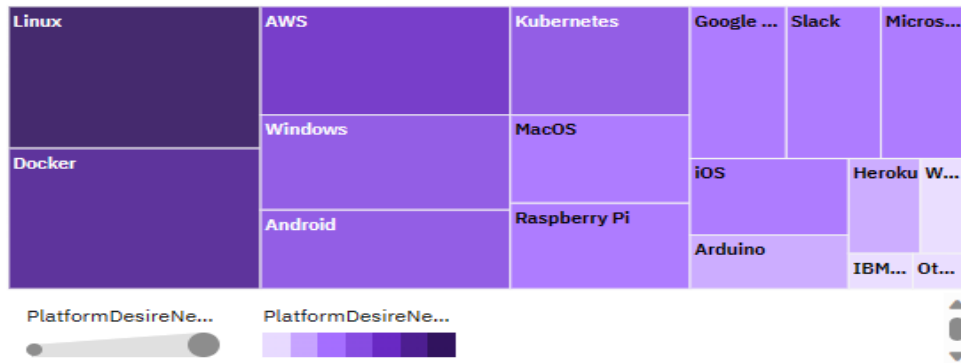 Linux
AWS
Kubernetes
Google ...
Slack
Micros...
Windows
MacOS
Docker
iOS
Heroku
W...
Android
Raspberry Pi
Arduino
IBM...
Ot...
PlatformDesireNe...
PlatformDesireNe...